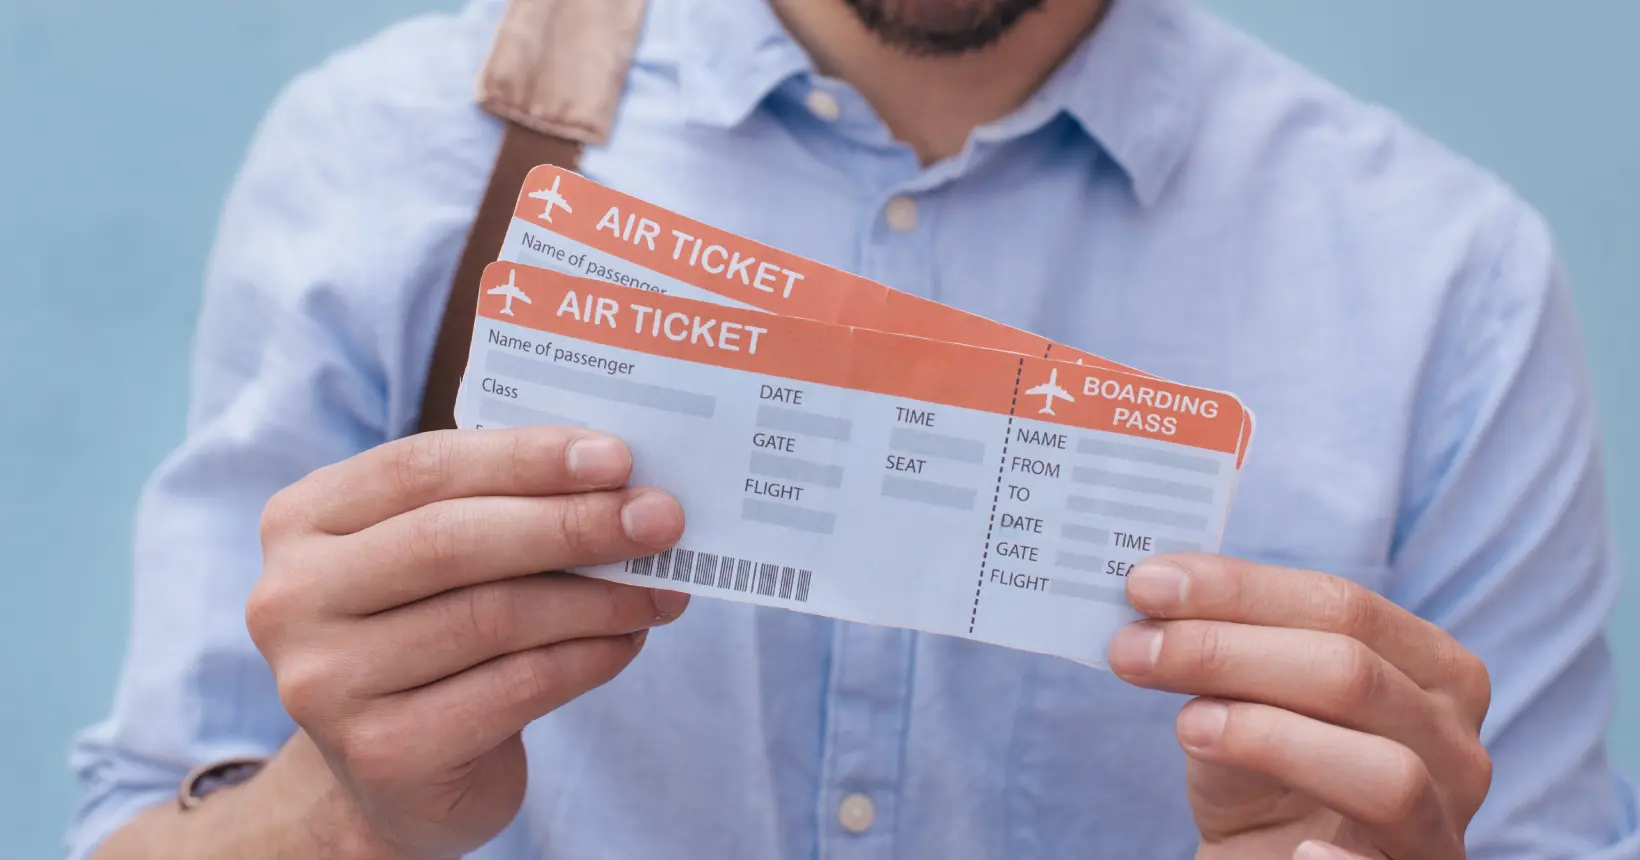 AIR TICKET
Name of passenger
AIR TICKET
Name of passenger
Class
DATE
GATE
FLIGHT
TIME
SEAT
BOARDING
PASS
NAME
FROM
TO
DATE TIME
GATE
FLIGHT